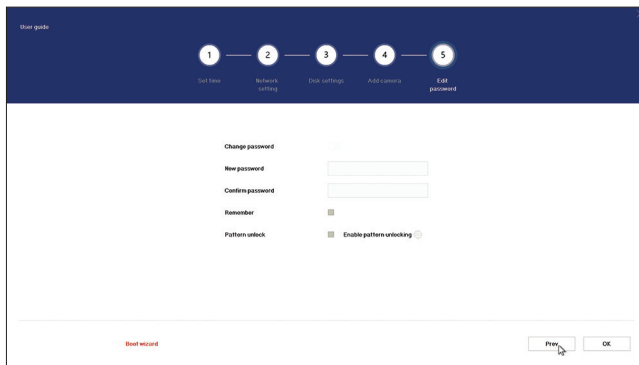 User guide
1
2
3
4
5
Set time
Network setting
Disk settings
Add camera
Edit password
Change password
New password
Confirm password
Remember
Pattern unlock
Enable pattern unlocking
Boot wizard
Prev
OK